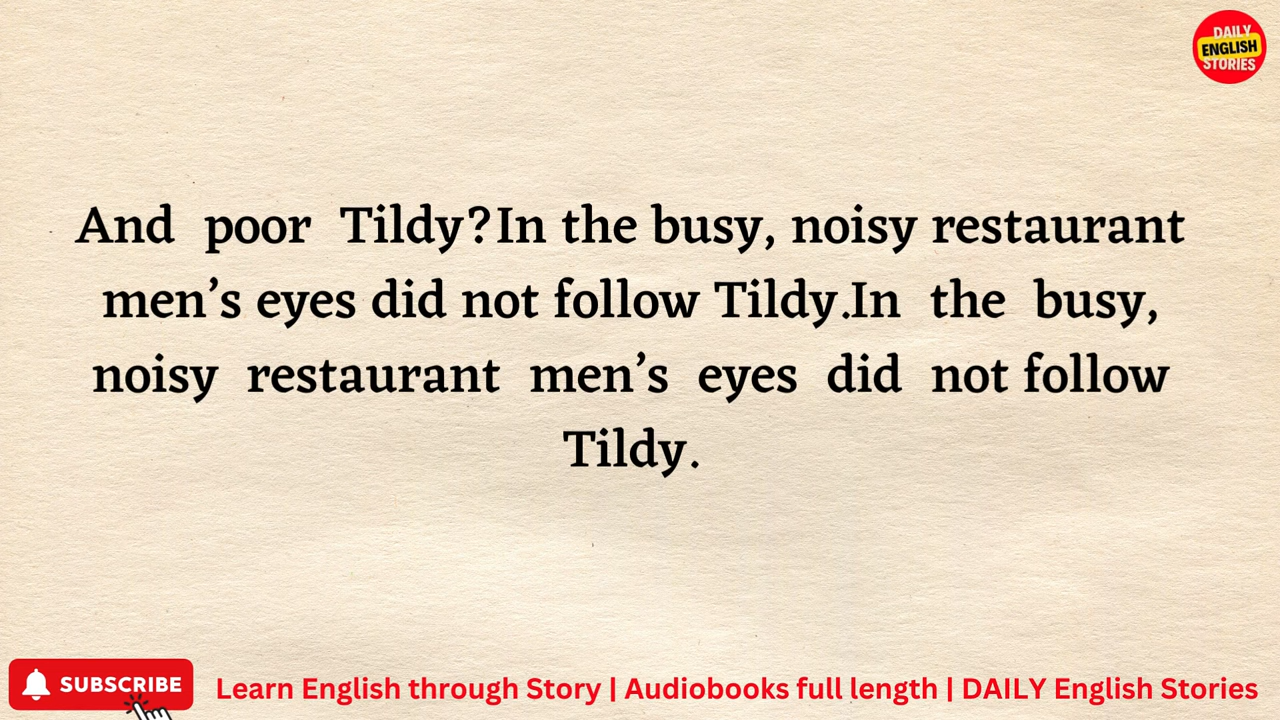 DAILY
ENGLISH
STORIES
And poor Tildy?In the busy, noisy restaurant
men’s eyes did not follow Tildy.In the busy,
noisy restaurant men’s eyes did not follow
Tildy.
SUBSCRIBE
Learn English through Story | Audiobooks full length | DAILY English Stories